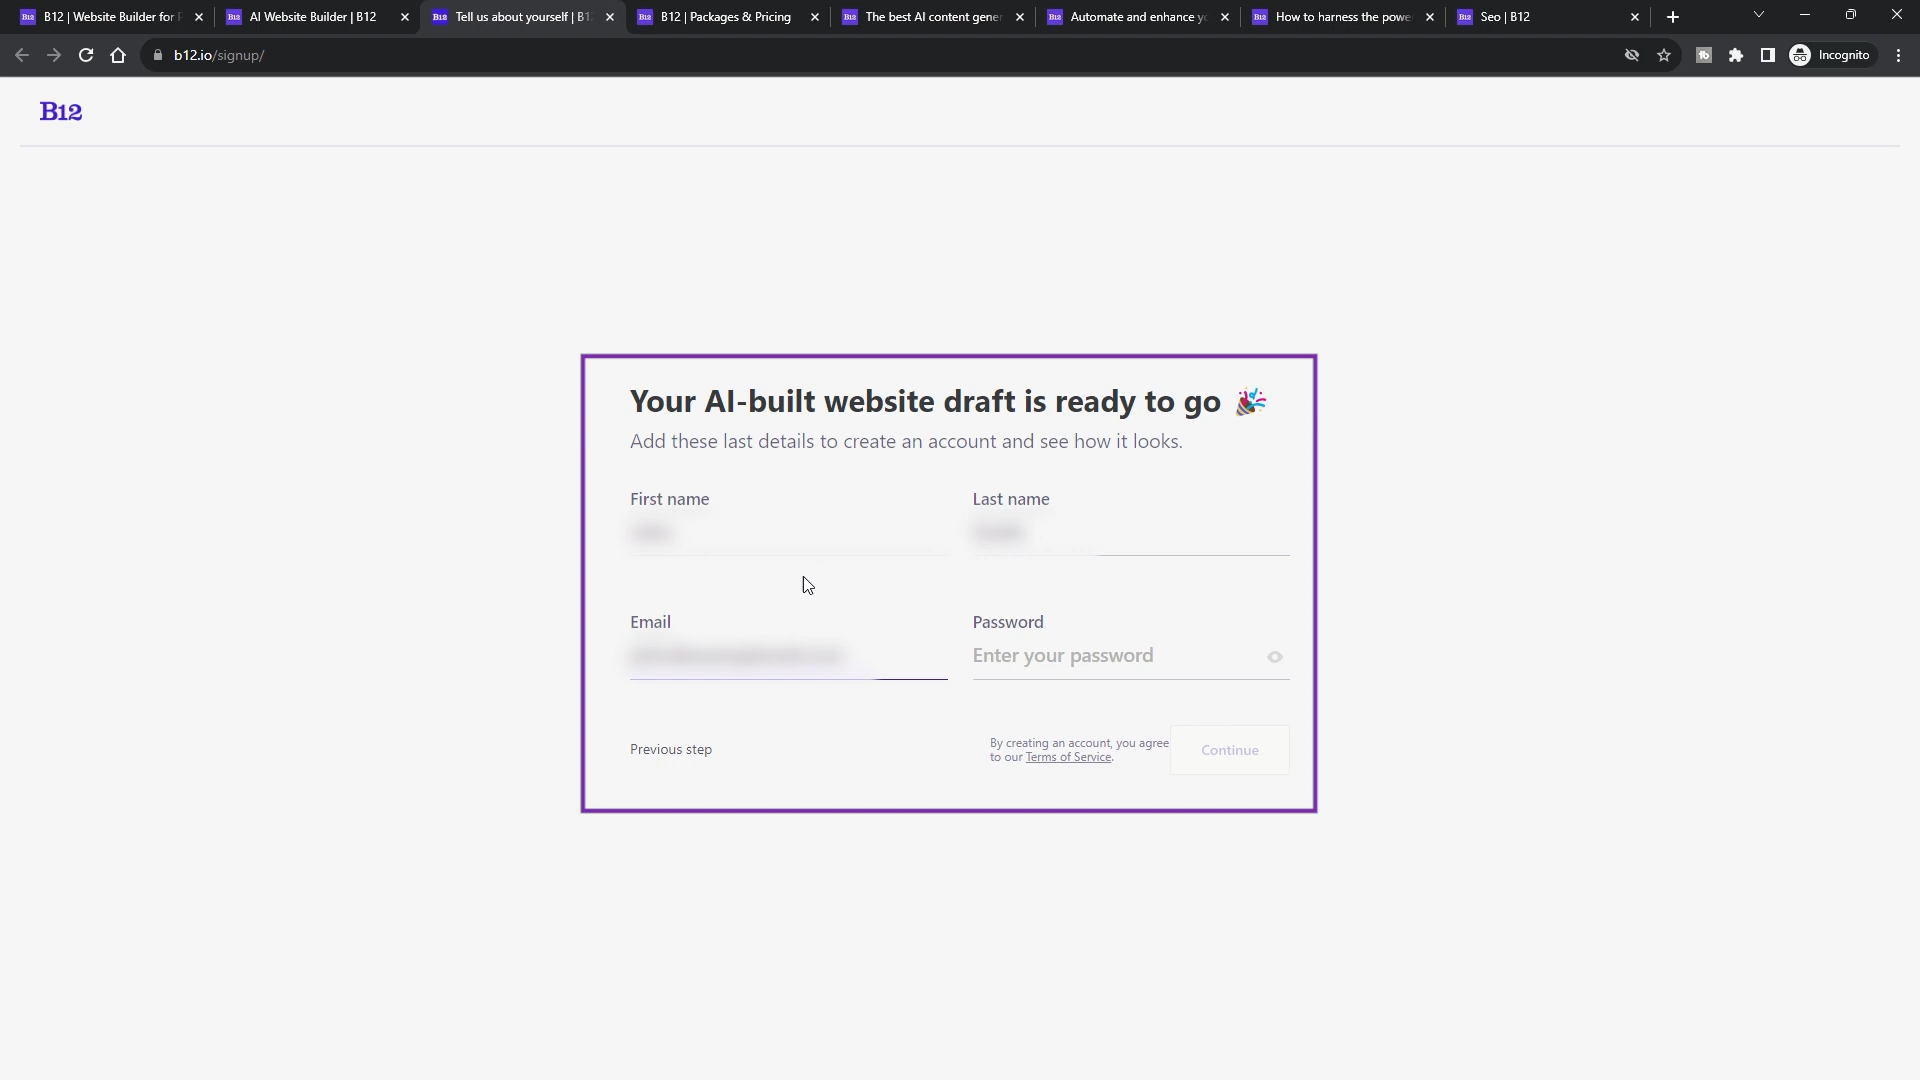 B12 | Website Builder for
AI Website Builder | B12
Tell us about yourself | B1
B12 | Packages & Pricing
The best AI content gener
Automate and enhance yo
How to harness the powe
Seo | B12
b12.io/signup/
Incognito
B12
Your AI-built website draft is ready to go 🎉
Add these last details to create an account and see how it looks.
First name
Last name
Email
Password
Enter your password
Previous step
By creating an account, you agree
to our Terms of Service.
Continue